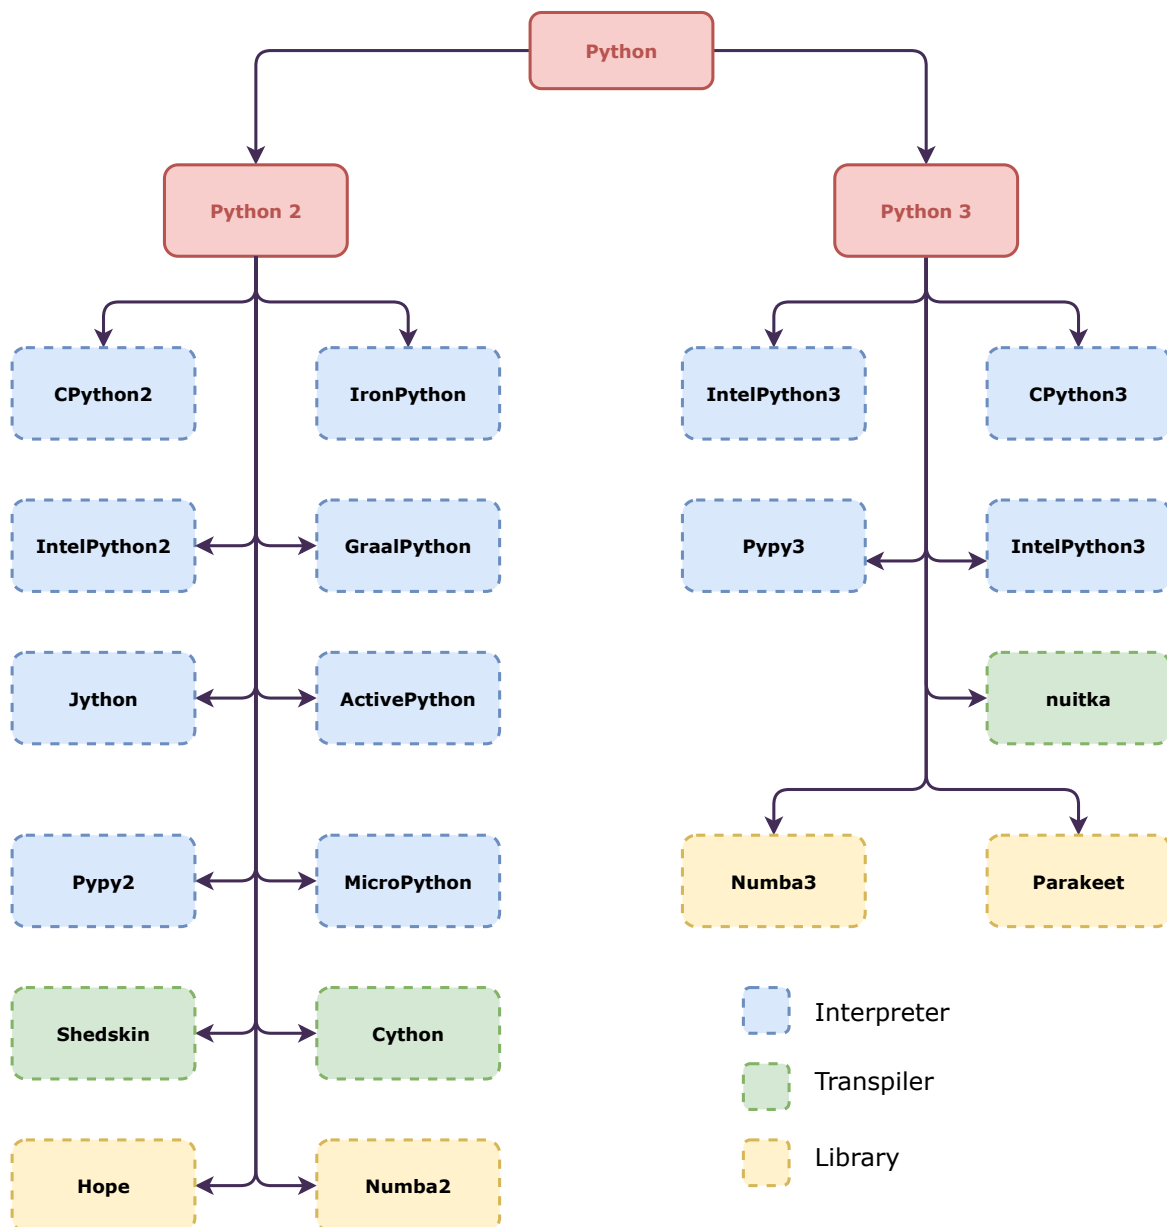 Python
Python 2
Python 3
CPython2
IronPython
IntelPython3
CPython3
IntelPython2
GraalPython
Pypy3
IntelPython3
Jython
ActivePython
nuitka
Pypy2
MicroPython
Numba3
Parakeet
Shedskin
Cython
Interpreter
Transpiler
Hope
Numba2
Library